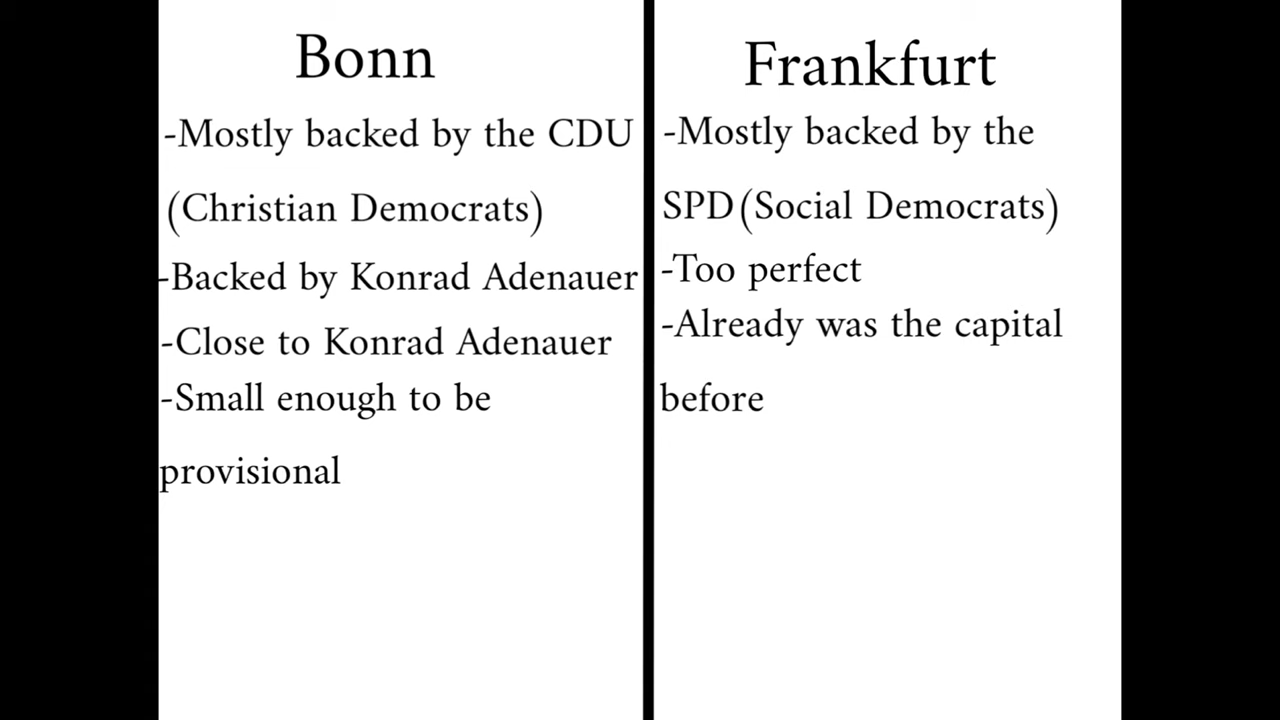 Bonn
-Mostly backed by the CDU
(Christian Democrats)
-Backed by Konrad Adenauer
-Close to Konrad Adenauer
-Small enough to be
provisional
Frankfurt
-Mostly backed by the
SPD(Social Democrats)
-Too perfect
-Already was the capital
before